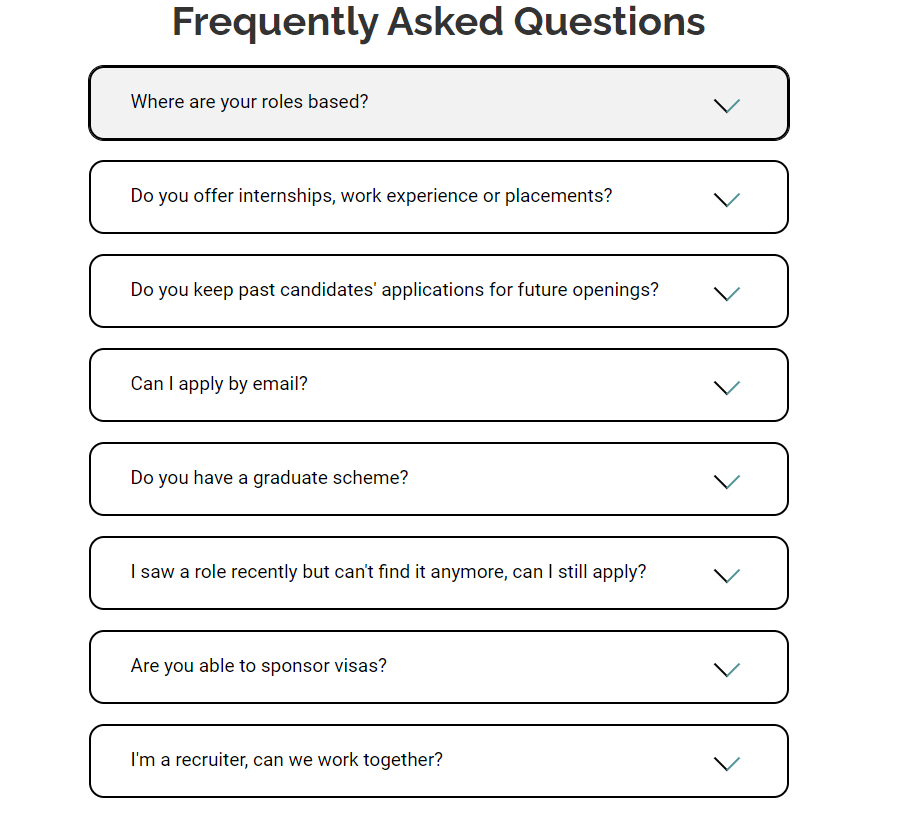 Frequently Asked Questions
Where are your roles based?
Do you offer internships, work experience or placements?
Do you keep past candidates' applications for future openings?
Can I apply by email?
Do you have a graduate scheme?
I saw a role recently but can't find it anymore, can I still apply?
Are you able to sponsor visas?
I'm a recruiter, can we work together?